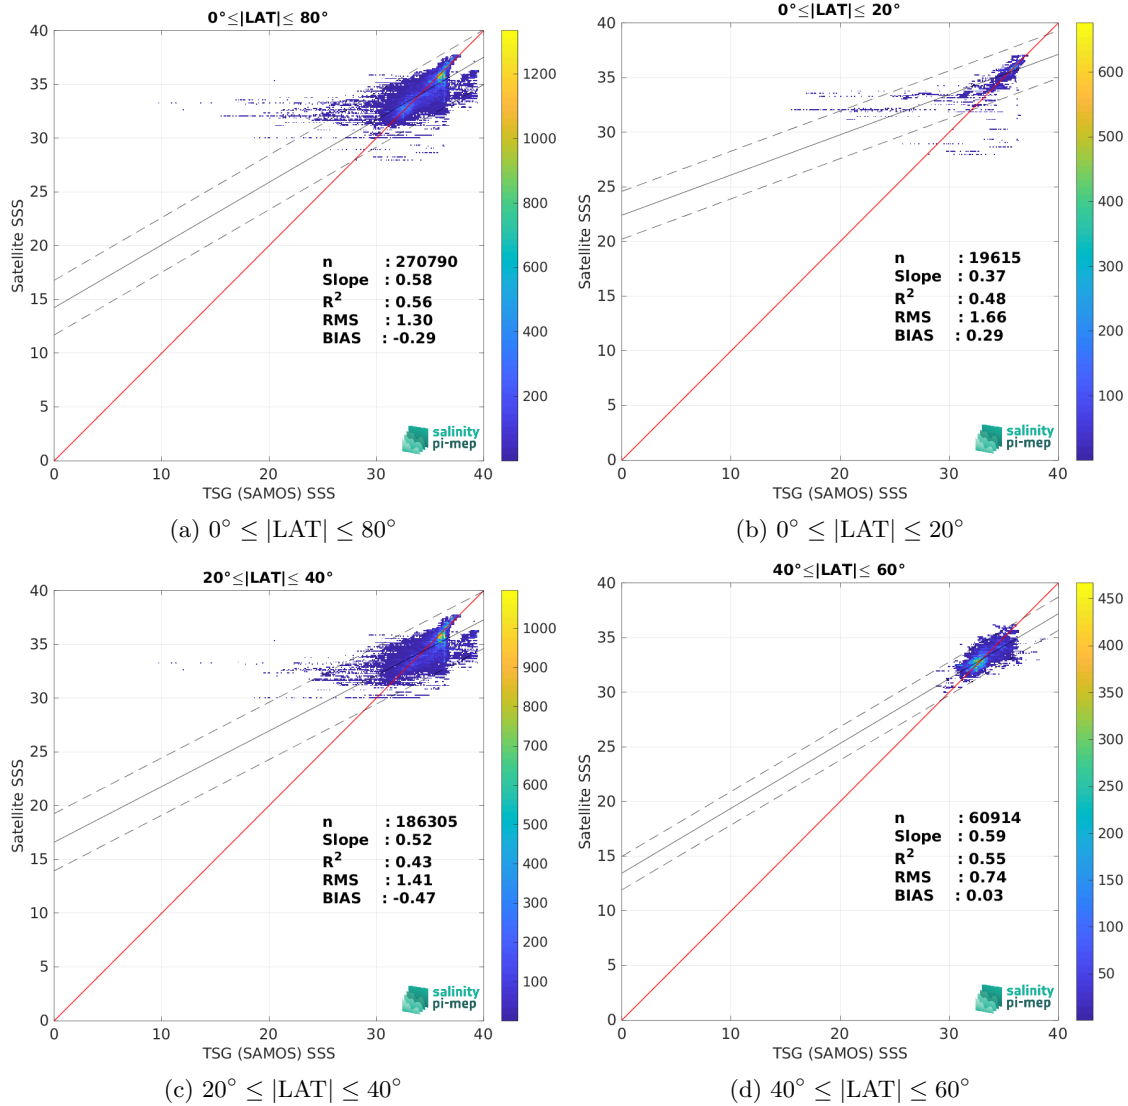 0°≤|LAT|≤ 80°
40
35
30
25
20
15
10
5
0
Satellite SSS
n : 270790
Slope : 0.58
R² : 0.56
RMS : 1.30
BIAS : -0.29
salinity
pi-mep
0 10 20 30 40
TSG (SAMOS) SSS
1200
1000
800
600
400
200
(a) 0° ≤ |LAT| ≤ 80°
0°≤|LAT|≤ 20°
40
35
30
25
20
15
10
5
0
Satellite SSS
n : 19615
Slope : 0.37
R² : 0.48
RMS : 1.66
BIAS : 0.29
salinity
pi-mep
0 10 20 30 40
TSG (SAMOS) SSS
600
500
400
300
200
100
(b) 0° ≤ |LAT| ≤ 20°
20°≤|LAT|≤ 40°
40
35
30
25
20
15
10
5
0
Satellite SSS
n : 186305
Slope : 0.52
R² : 0.43
RMS : 1.41
BIAS : -0.47
salinity
pi-mep
0 10 20 30 40
TSG (SAMOS) SSS
1000
900
800
700
600
500
400
300
200
100
(c) 20° ≤ |LAT| ≤ 40°
40°≤|LAT|≤ 60°
40
35
30
25
20
15
10
5
0
Satellite SSS
n : 60914
Slope : 0.59
R² : 0.55
RMS : 0.74
BIAS : 0.03
salinity
pi-mep
0 10 20 30 40
TSG (SAMOS) SSS
450
400
350
300
250
200
150
100
50
(d) 40° ≤ |LAT| ≤ 60°